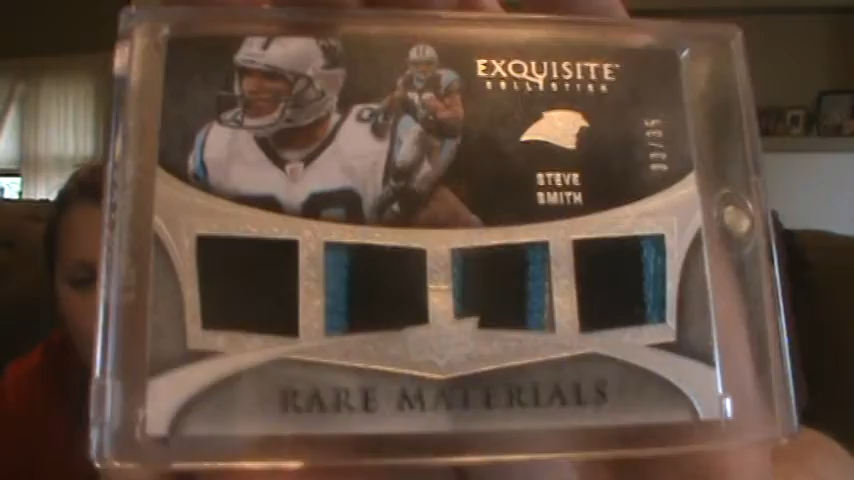 EXQUISITE
COLLECTION
STEVE
SMITH
RARE MATERIALS